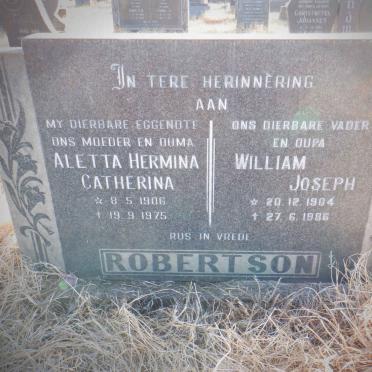 IN TERE HERINNÈRING
AAN
MY DIERBARE EGGENOTE
ONS MOEDER EN OUMA
ALETTA HERMINA
CATHERINA
☆ 8.5.1906
† 19.9.1975
ONS DIERBARE VADER
EN OUPA
WILLIAM
JOSEPH
☆ 20.12.1904
† 27.6.1986
RUS IN VREDE
ROBERTSON